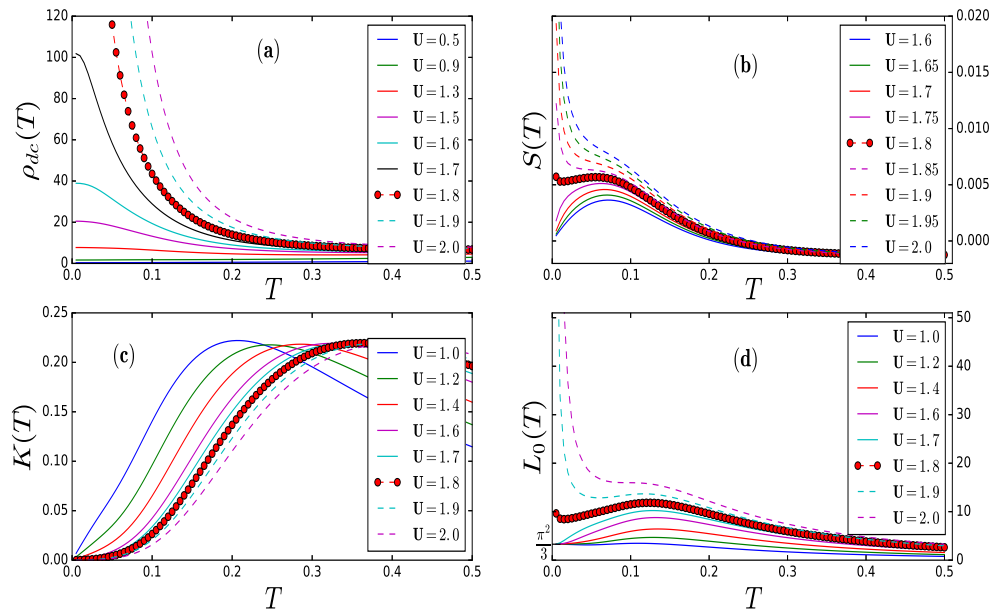 120
100
80
60
40
20
0
ρdc(T)
(a)
U=0.5
U=0.9
U=1.3
U=1.5
U=1.6
U=1.7
U=1.8
U=1.9
U=2.0
0.0 0.1 0.2 0.3 0.4 0.5
T
S(T)
(b)
U=1.6
U=1.65
U=1.7
U=1.75
U=1.8
U=1.85
U=1.9
U=1.95
U=2.0
0.020
0.015
0.010
0.005
0.000
0.0 0.1 0.2 0.3 0.4 0.5
T
0.25
0.20
0.15
0.10
0.05
0.00
K(T)
(c)
U=1.0
U=1.2
U=1.4
U=1.6
U=1.7
U=1.8
U=1.9
U=2.0
0.0 0.1 0.2 0.3 0.4 0.5
T
L0(T)
π²/3
(d)
U=1.0
U=1.2
U=1.4
U=1.6
U=1.7
U=1.8
U=1.9
U=2.0
50
40
30
20
10
0
0.0 0.1 0.2 0.3 0.4 0.5
T